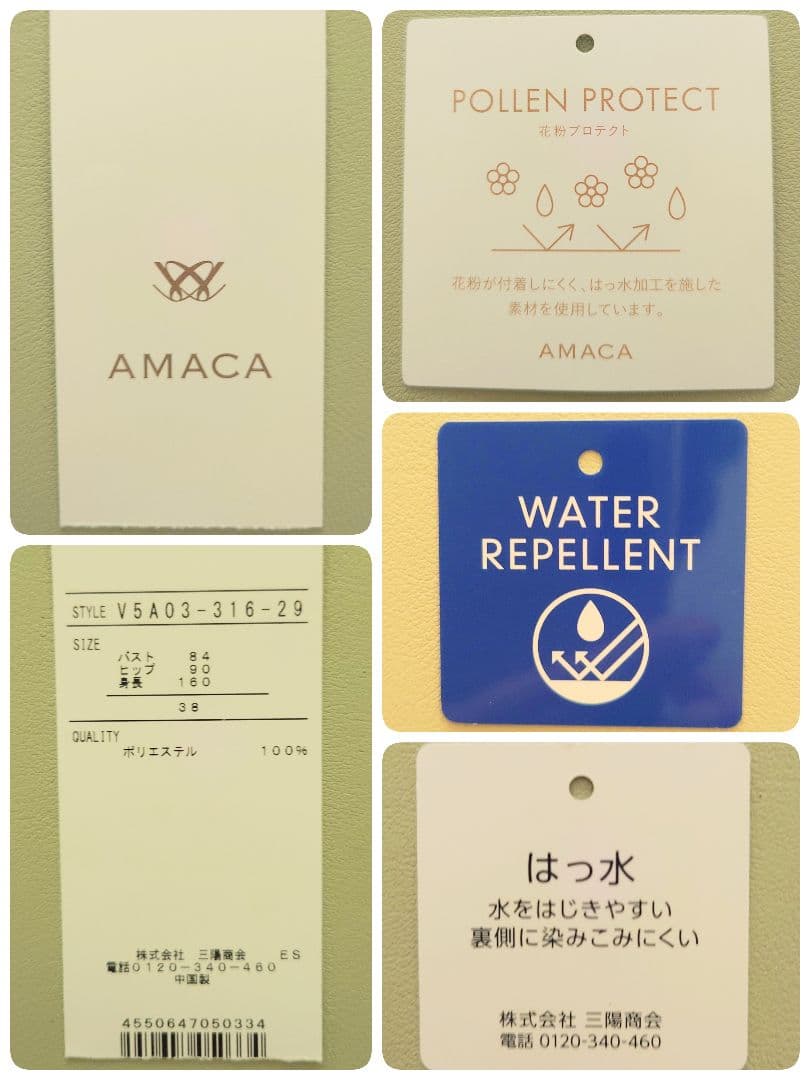 AMACA
STYLE V5A03-316-29
SIZE
バスト 84
ヒップ 90
身長 160
38
QUALITY
ポリエステル 100%
株式会社 三陽商会 ES
電話0120-340-460
中国製
4550647050334
POLLEN PROTECT
花粉プロテクト
花粉が付着しにくく、はっ水加工を施した
素材を使用しています。
AMACA
WATER
REPELLENT
はっ水
水をはじきやすい
裏側に染みこみにくい
株式会社 三陽商会
電話 0120-340-460